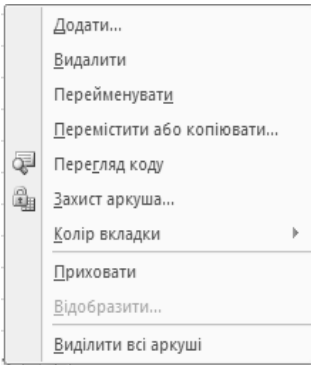 Додати...
Видалити
Перейменувати
Перемістити або копіювати...
Перегляд коду
Захист аркуша...
Колір вкладки
Приховати
Відобразити...
Виділити всі аркуші